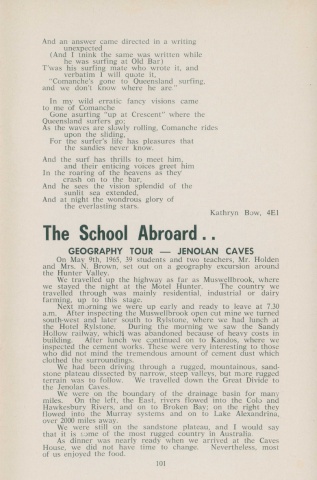 And an answer came directed in a writing
unexpected
(And I think the same was written while
he was surfing at Old Bar)
T'was his surfing mate who wrote it, and
verbatim I will quote it,
"Comanche's gone to Queensland surfing,
and we don't know where he are."
In my wild erratic fancy visions came
to me of Comanche
Gone asurting "up at Crescent" where the
Queensland surfers go;
As the waves are slowly rolling, Comanche rides
upon the sliding,
For the surfer's life has pleasures that
the sandies never know.
And the surf has thrills to meet him,
and their enticing voices greet him
In the roaring of the heavens as they
crash on to the bar,
And he sees the vision splendid of the
sunlit sea extended,
And at night the wondrous glory of
the everlasting stars.
Kathryn Bow, 4E1
The School Abroad . .
GEOGRAPHY TOUR — JENOLAN CAVES
On May 9th, 1965, 39 students and two teachers, Mr. Holden
and Mrs. N. Brown, set out on a geography excursion around
the Hunter Valley.
We travelled up the highway as far as Muswellbrook, where
we stayed at the Motel Hunter. The country we
travelled through was mainly residential, industrial or dairy
farming, up to this stage.
Next morning we were up early and ready to leave at 7.30
a.m. After inspecting the Muswellbrook open cut mine we turned
south-west and later south to Rylstone, where we had lunch at
the Hotel Rylstone. During the morning we saw the Sandy
Hollow railway, which was abandoned because of heavy costs in
building. After lunch we continued on to Kandos, where we
inspected the cement works. These were very interesting to those
who did not mind the tremendous amount of cement dust which
clothed the surroundings.
We had been driving through a rugged, mountainous, sand-
stone plateau dissected by narrow, steep valleys, but more rugged
terrain was to follow. We travelled down the Great Divide to
the Jenolan Caves.
We were on the boundary of the drainage basin for many
miles. On the left, the East, rivers flowed into the Colo and
Hawkesbury Rivers, and on to Broken Bay; on the right they
flowed into the Murray systems and on to Lake Alexandrina,
over 2000 miles away.
We were still on the sandstone plateau, and I would say
that it is some of the most rugged country in Australia.
As dinner was nearly ready when we arrived at the Caves
House, we did not have time to change. Nevertheless, most
of us enjoyed the food.
101